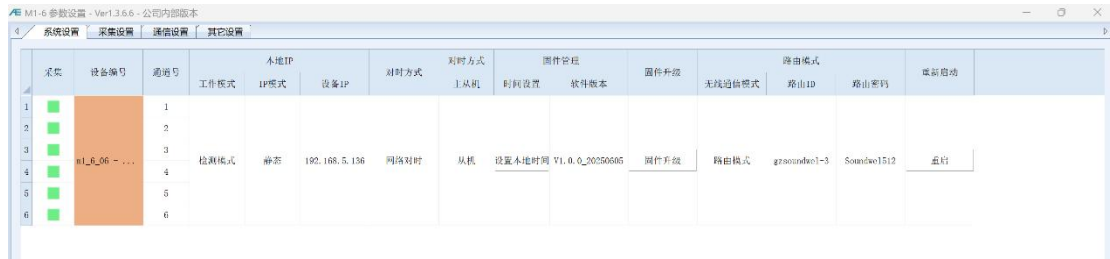 AE M1-6 参数设置 - Ver1.3.6.6 - 公司内部版本
系统设置 采集设置 通信设置 其它设置
采集 设备编号 通道号 本地IP 对时方式 对时方式 固件管理 固件升级 路由模式 重新启动
工作模式 IP模式 设备IP 主从机 时间设置 软件版本 无线通信模式 路由ID 路由密码
1 1
2 2
3 3
m1_6_06 - ... 检测模式 静态 192.168.5.136 网络对时 从机 设置本地时间 V1.0.0_20250605 固件升级 路由模式 gzsoundwel-3 Soundwel512 重启
4 4
5 5
6 6